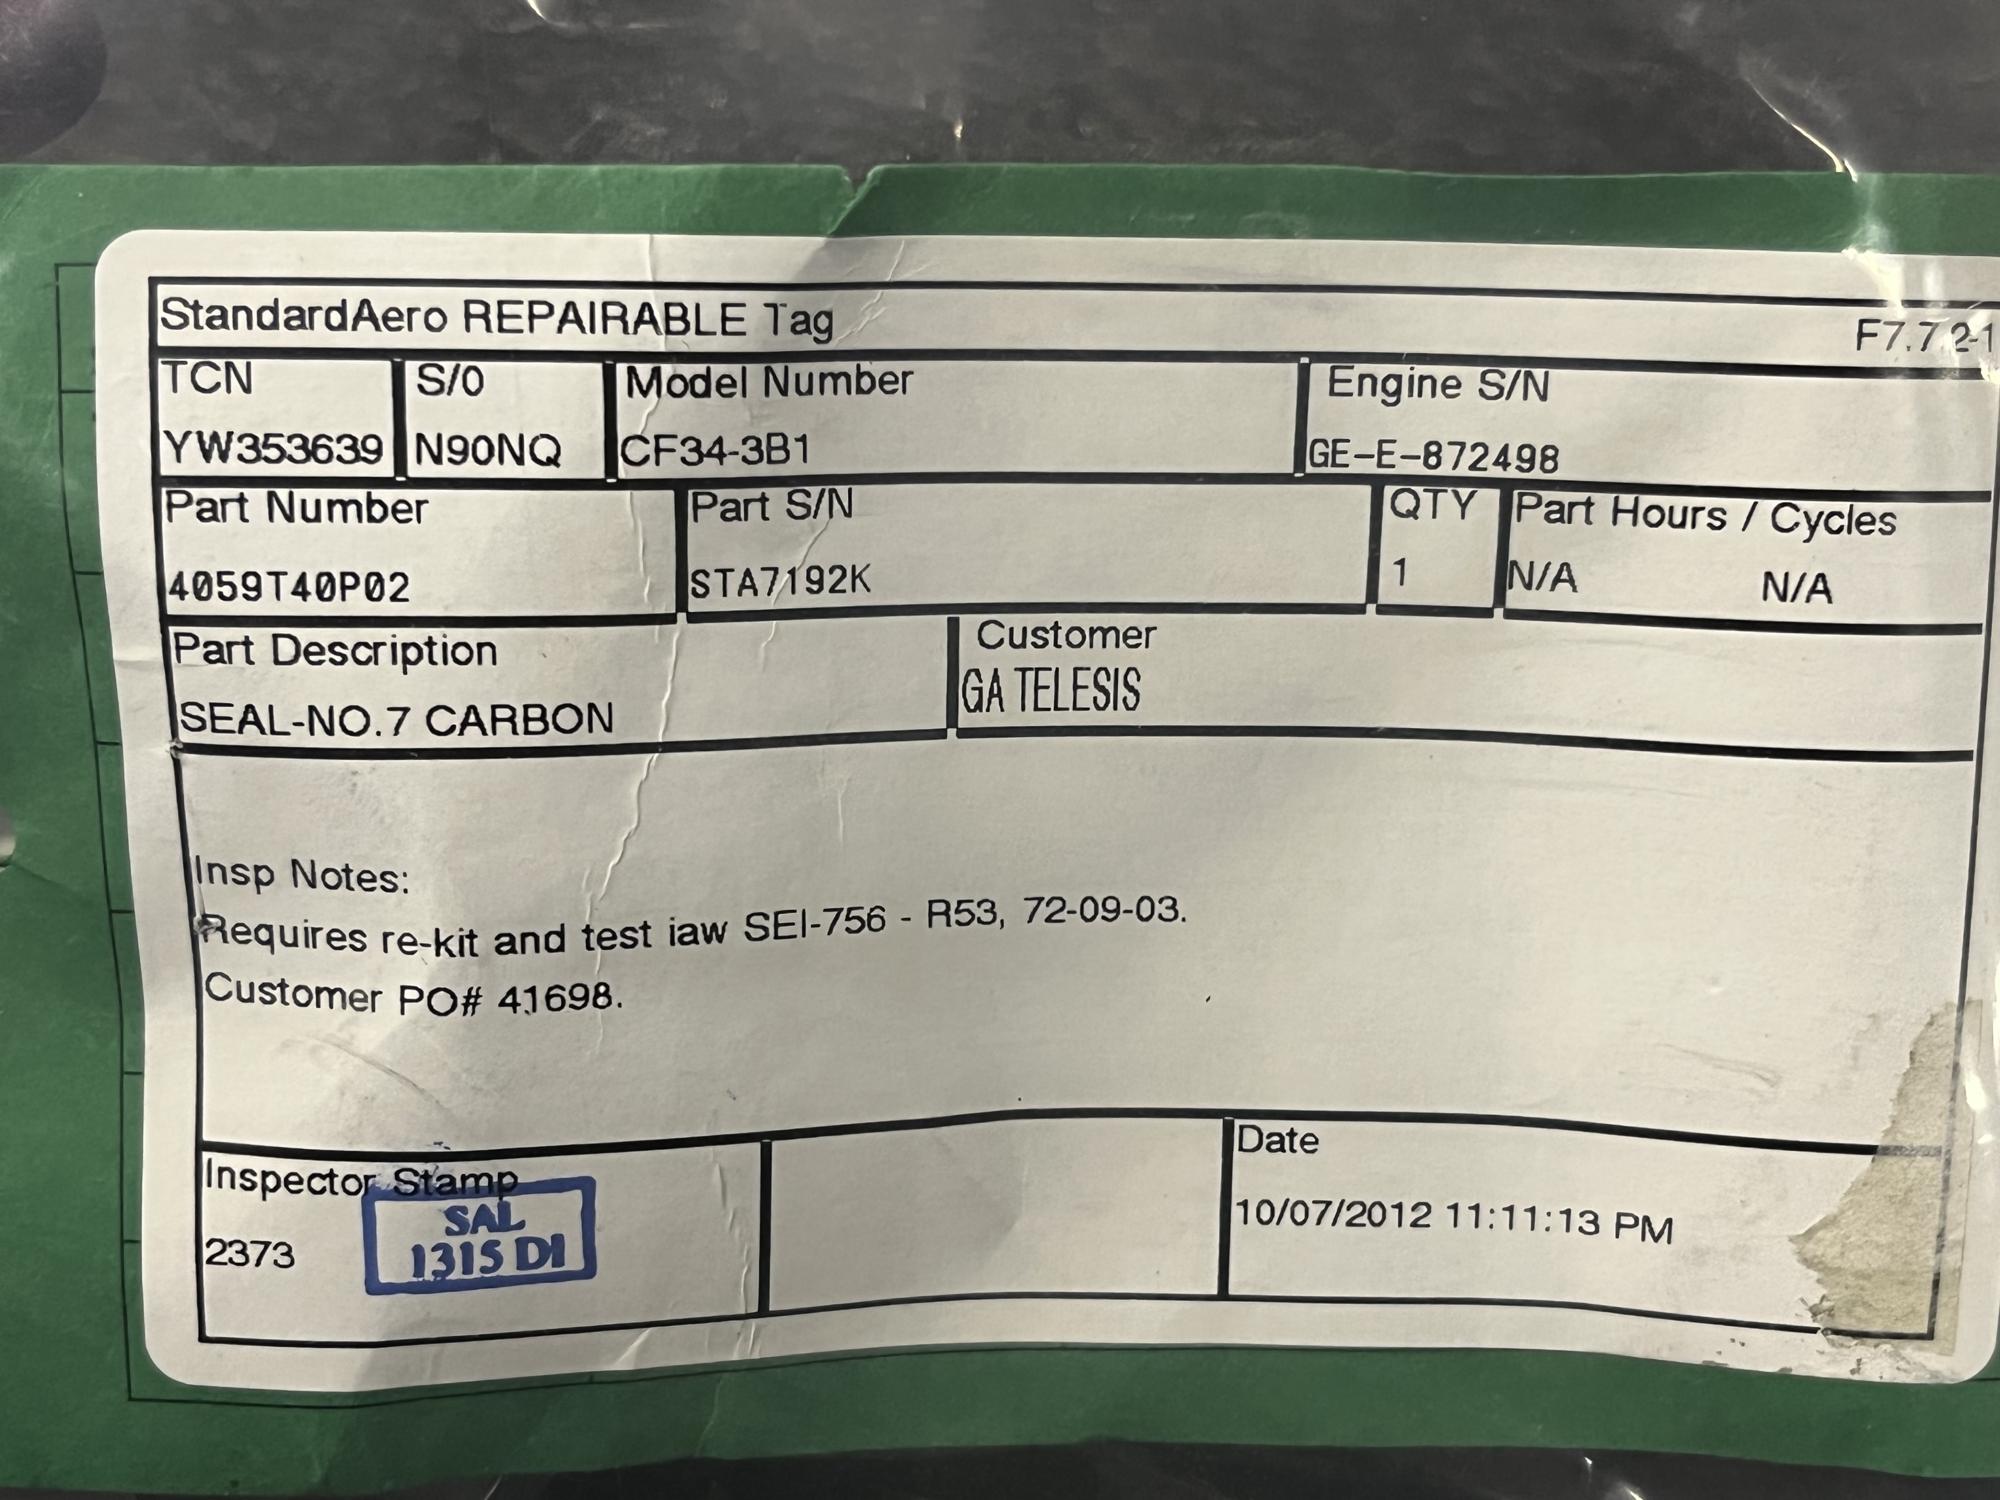 StandardAero REPAIRABLE Tag F7.7.2-1
TCN S/O Model Number Engine S/N
YW353639 N90NQ CF34-3B1 GE-E-872498
Part Number Part S/N QTY Part Hours / Cycles
4059T40P02 STA7192K 1 N/A N/A
Part Description Customer
SEAL-NO.7 CARBON GA TELESIS
Insp Notes:
Requires re-kit and test iaw SEI-756 - R53, 72-09-03.
Customer PO# 41698.
Inspector Stamp Date
SAL
2373 1315 DI 10/07/2012 11:11:13 PM